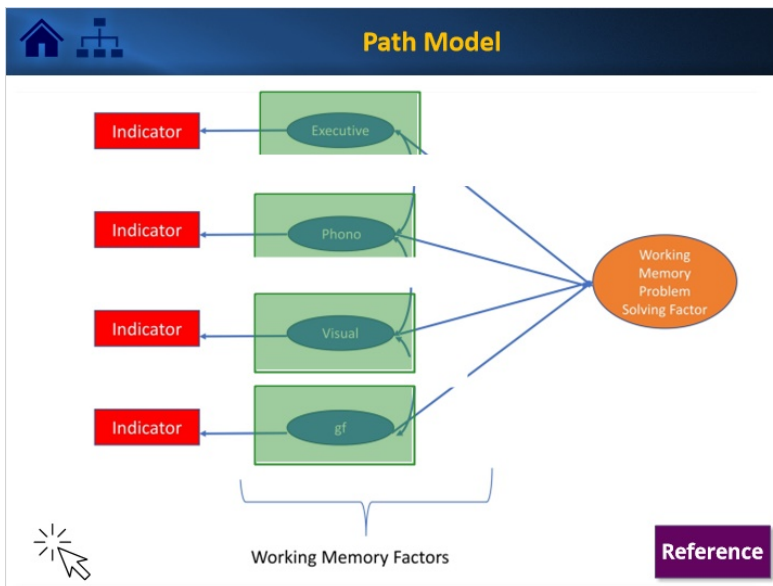 Path Model
Indicator
Executive
Indicator
Phono
Working
Memory
Problem
Solving Factor
Indicator
Visual
Indicator
gf
Working Memory Factors
Reference